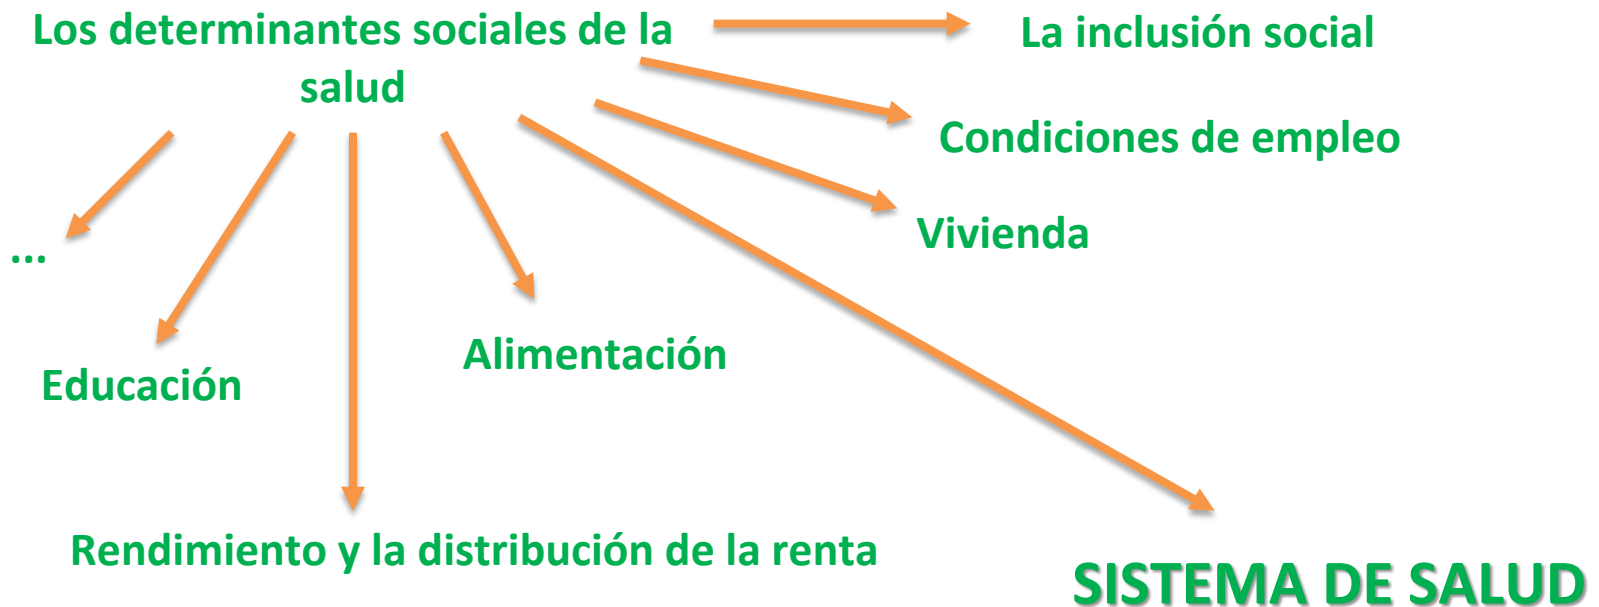 Los determinantes sociales de la
salud
La inclusión social
Condiciones de empleo
Vivienda
...
Educación
Alimentación
Rendimiento y la distribución de la renta
SISTEMA DE SALUD